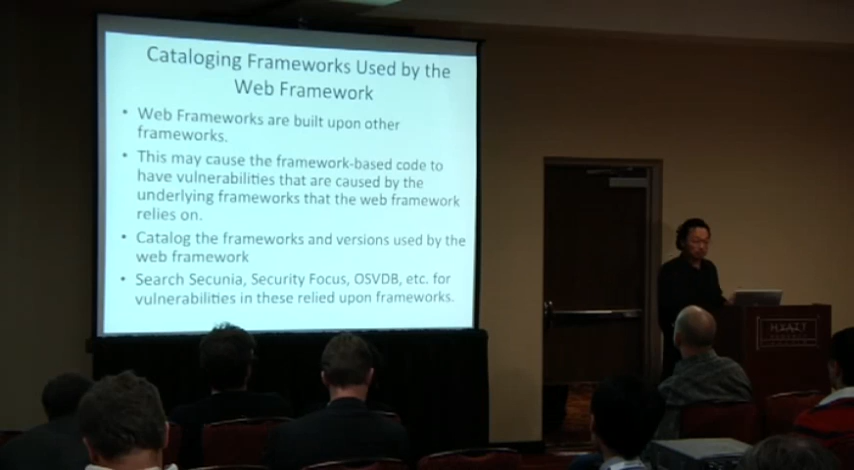 Cataloging Frameworks Used by the
Web Framework
• Web Frameworks are built upon other
frameworks.
• This may cause the framework-based code to
have vulnerabilities that are caused by the
underlying frameworks that the web framework
relies on.
• Catalog the frameworks and versions used by the
web framework
• Search Secunia, Security Focus, OSVDB, etc. for
vulnerabilities in these relied upon frameworks.
HYATT